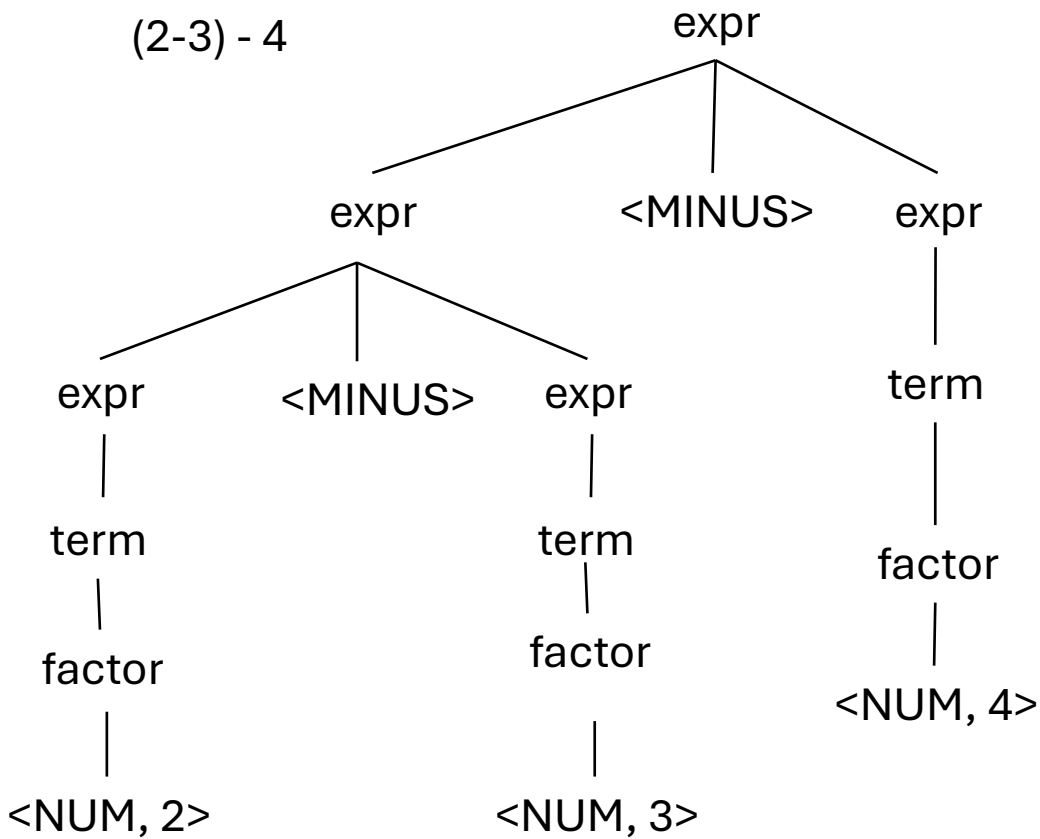 (2-3) - 4
expr
expr
<MINUS>
expr
expr
<MINUS>
expr
term
term
term
factor
factor
factor
<NUM, 4>
<NUM, 2>
<NUM, 3>